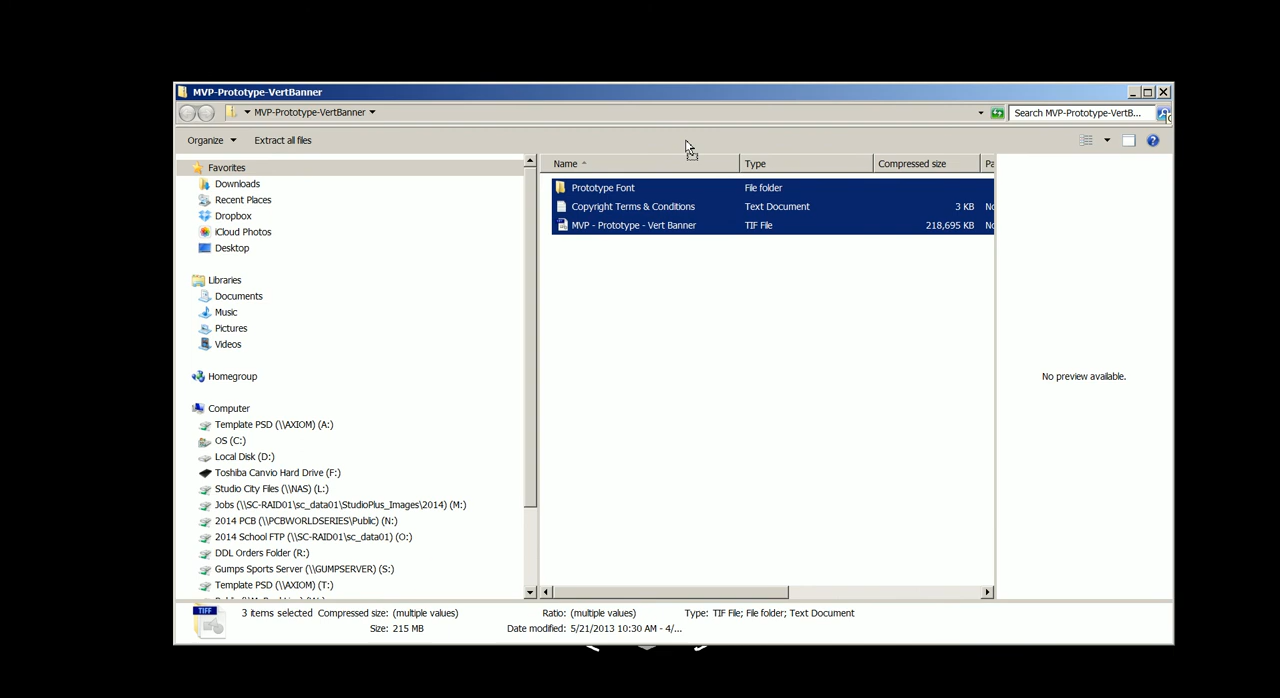 MVP-Prototype-VertBanner
MVP-Prototype-VertBanner
Search MVP-Prototype-VertB...
Organize
Extract all files
Favorites
Downloads
Recent Places
Dropbox
iCloud Photos
Desktop
Libraries
Documents
Music
Pictures
Videos
Homegroup
Computer
Template PSD (\\AXIOM) (A:)
OS (C:)
Local Disk (D:)
Toshiba Canvio Hard Drive (F:)
Studio City Files (\\NAS) (L:)
Jobs (\\SC-RAID01\sc_data01\StudioPlus_Images\2014) (M:)
2014 PCB (\\PCBWORLDSERIES\Public) (N:)
2014 School FTP (\\SC-RAID01\sc_data01) (O:)
DDL Orders Folder (R:)
Gumps Sports Server (\\GUMPSERVER) (S:)
Template PSD (\\AXIOM) (T:)
Name Type Compressed size Pa
Prototype Font File folder
Copyright Terms & Conditions Text Document 3 KB No
MVP - Prototype - Vert Banner TIF File 218,695 KB No
No preview available.
TIFF
3 items selected Compressed size: (multiple values) Ratio: (multiple values) Type: TIF File; File folder; Text Document
Size: 215 MB Date modified: 5/21/2013 10:30 AM - 4/...